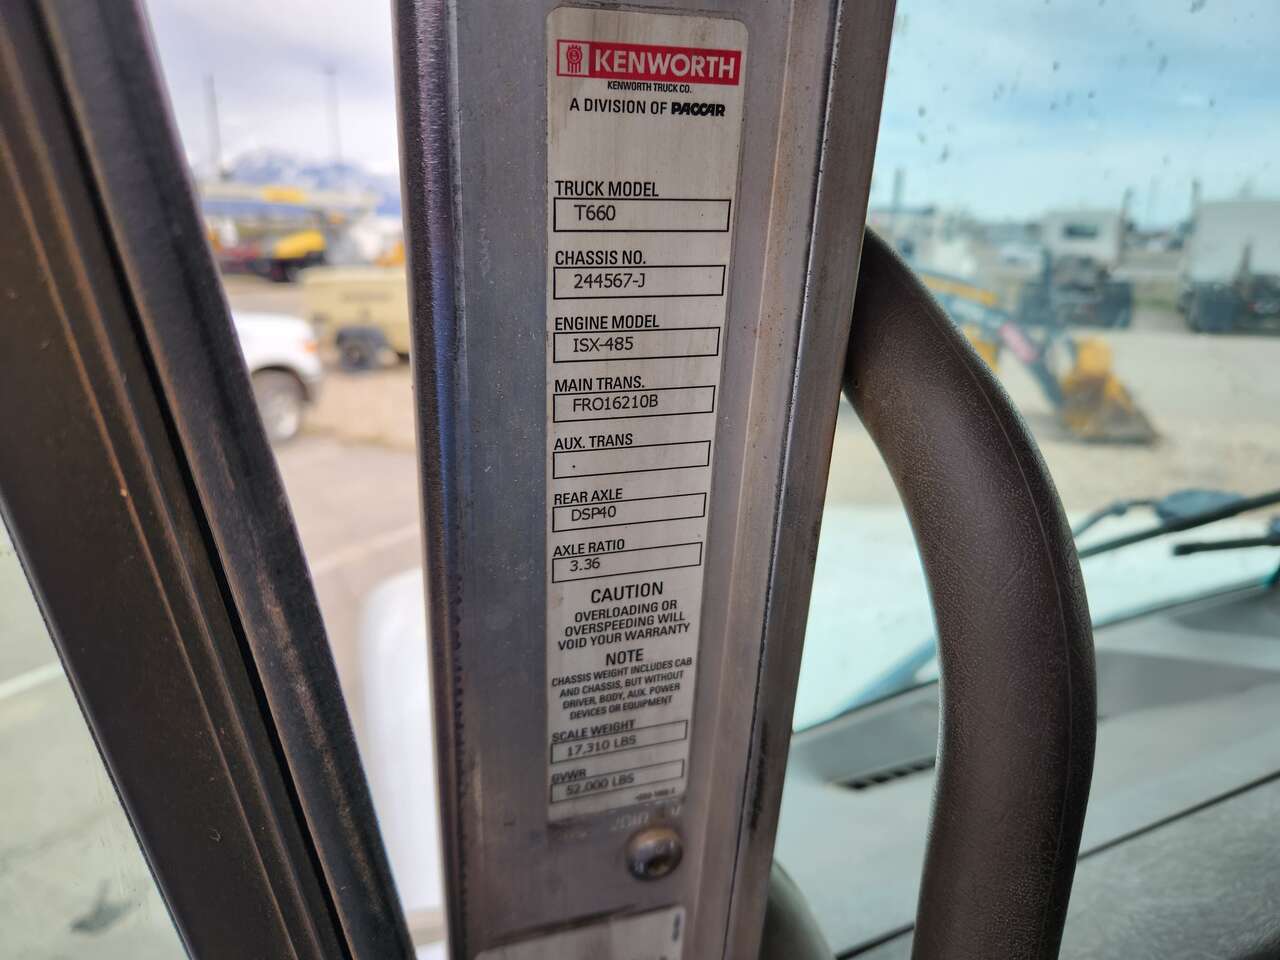 KENWORTH
KENWORTH TRUCK CO.
A DIVISION OF PACCAR
TRUCK MODEL
T660
CHASSIS NO.
244567-J
ENGINE MODEL
ISX-485
MAIN TRANS.
FRO16210B
AUX. TRANS
REAR AXLE
DSP40
AXLE RATIO
3.36
CAUTION
OVERLOADING OR
OVERSPEEDING WILL
VOID YOUR WARRANTY
NOTE
CHASSIS WEIGHT INCLUDES CAB
AND CHASSIS, BUT WITHOUT
DRIVER, BODY, AUX. POWER
DEVICES OR EQUIPMENT
SCALE WEIGHT
17,310 LBS
GVWR
52,000 LBS